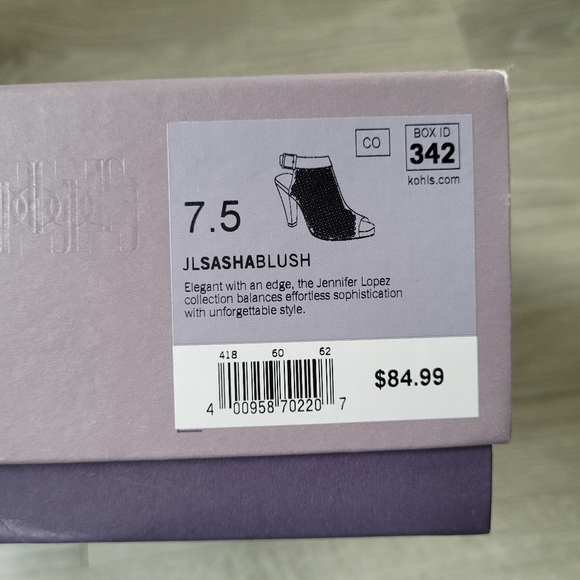 CO
BOX ID
342
kohls.com
7.5
JLSASHABLUSH
Elegant with an edge, the Jennifer Lopez
collection balances effortless sophistication
with unforgettable style.
418 60 62
$84.99
4 00958 70220 7